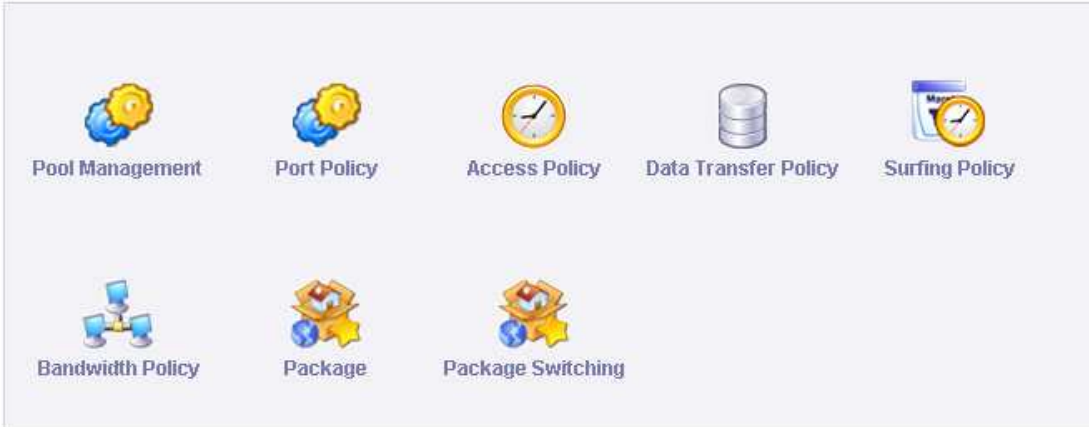 Pool Management
Port Policy
Access Policy
Data Transfer Policy
Surfing Policy
Bandwidth Policy
Package
Package Switching